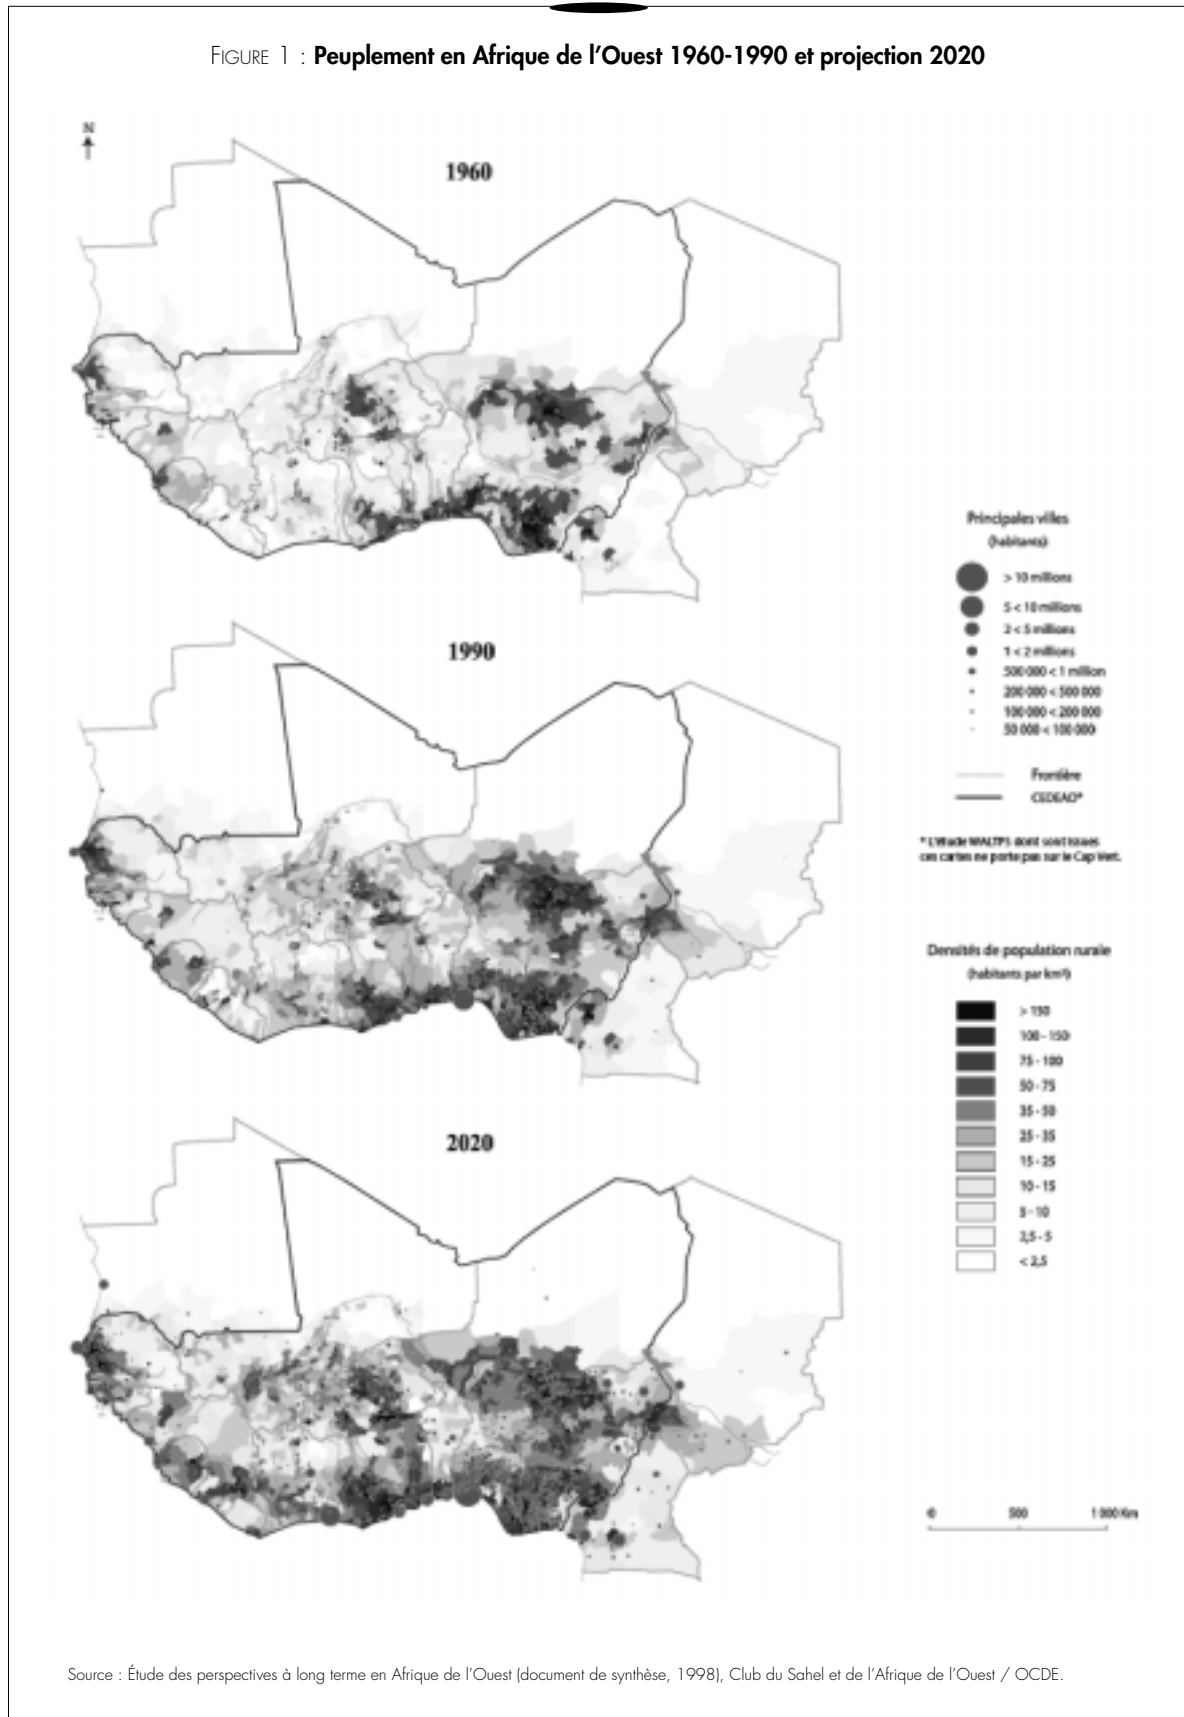 FIGURE 1 : Peuplement en Afrique de l'Ouest 1960-1990 et projection 2020
N
1960
1990
2020
Principales villes
(habitants)
> 10 millions
5 < 10 millions
2 < 5 millions
1 < 2 millions
500 000 < 1 million
200 000 < 500 000
100 000 < 200 000
50 000 < 100 000
Frontière
CEDEAO*
* L'étude WALTPS dont sont issues
ces cartes ne porte pas sur le Cap Vert.
Densités de population rurale
(habitants par km²)
> 150
100 - 150
75 - 100
50 - 75
35 - 50
25 - 35
15 - 25
10 - 15
5 - 10
2,5 - 5
< 2,5
0 500 1 000 Km
Source : Étude des perspectives à long terme en Afrique de l'Ouest (document de synthèse, 1998), Club du Sahel et de l'Afrique de l'Ouest / OCDE.